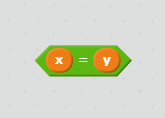 x = y